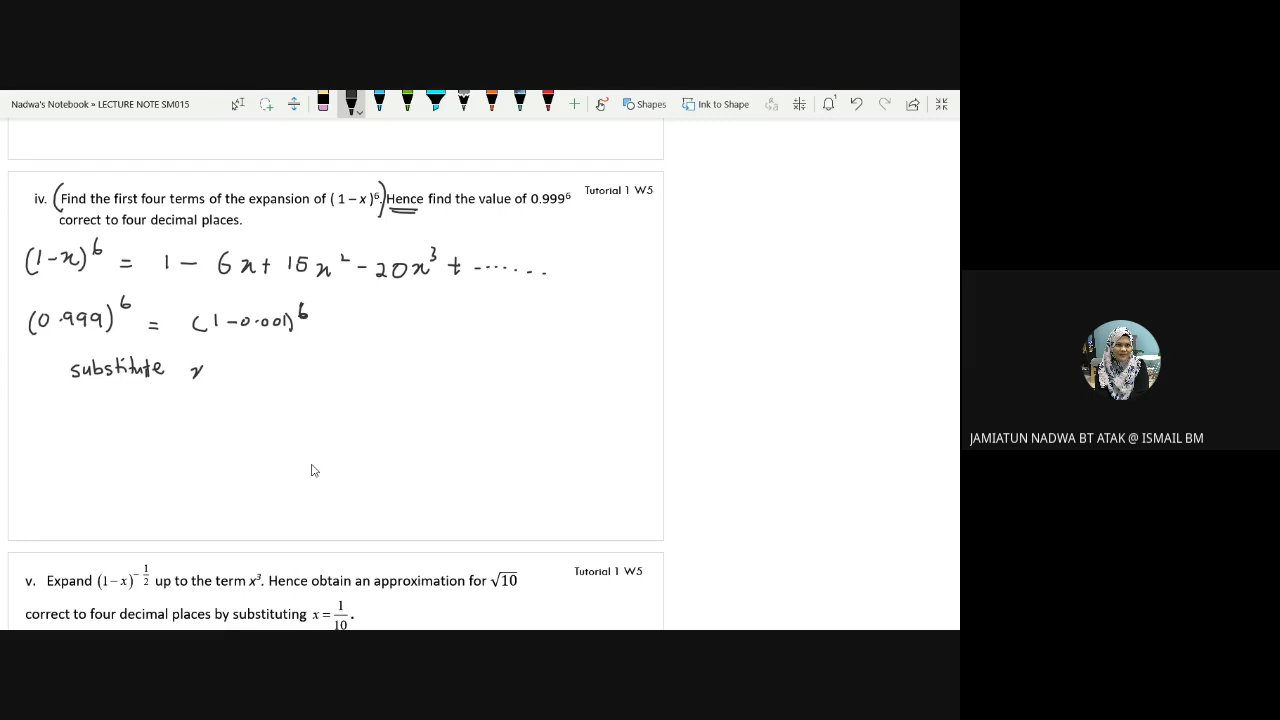 Nadwa's Notebook » LECTURE NOTE SM015
Shapes
Ink to Shape
iv. (Find the first four terms of the expansion of (1 – x)⁶.) Hence find the value of 0.999⁶
correct to four decimal places.
Tutorial 1 W5
(1-x)⁶ = 1 - 6x + 15x² - 20x³ + .......
(0.999)⁶ = (1-0.001)⁶
substitute x
JAMIATUN NADWA BT ATAK @ ISMAIL BM
v. Expand (1-x)^(-1/2) up to the term x³. Hence obtain an approximation for √10
Tutorial 1 W5
correct to four decimal places by substituting x = 1/10.